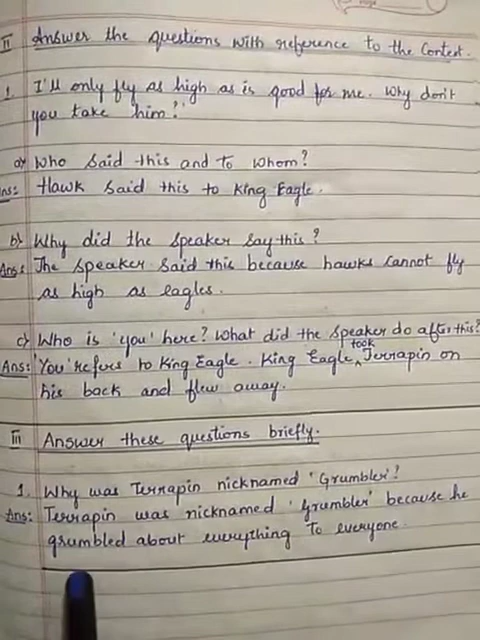 II Answer the questions with reference to the Context.
1. I'll only fly as high as is good for me. Why don't
you take him?'
a) Who said this and to whom?
Ans: Hawk said this to King Eagle.
b) Why did the speaker say this?
Ans: The speaker said this because hawks cannot fly
as high as eagles.
c) Who is 'you' here? What did the speaker do after this?
Ans: 'You' refers to King Eagle. King Eagle took Terrapin on
his back and flew away.
III Answer these questions briefly.
1. Why was Terrapin nicknamed 'Grumbler'?
Ans: Terrapin was nicknamed 'Grumbler' because he
grumbled about everything to everyone.